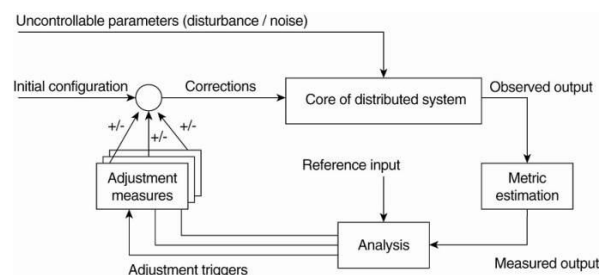 Uncontrollable parameters (disturbance / noise)
Initial configuration
Corrections
Core of distributed system
Observed output
+/-
+/-
+/-
Reference input
Adjustment
measures
Metric
estimation
Analysis
Adjustment triggers
Measured output